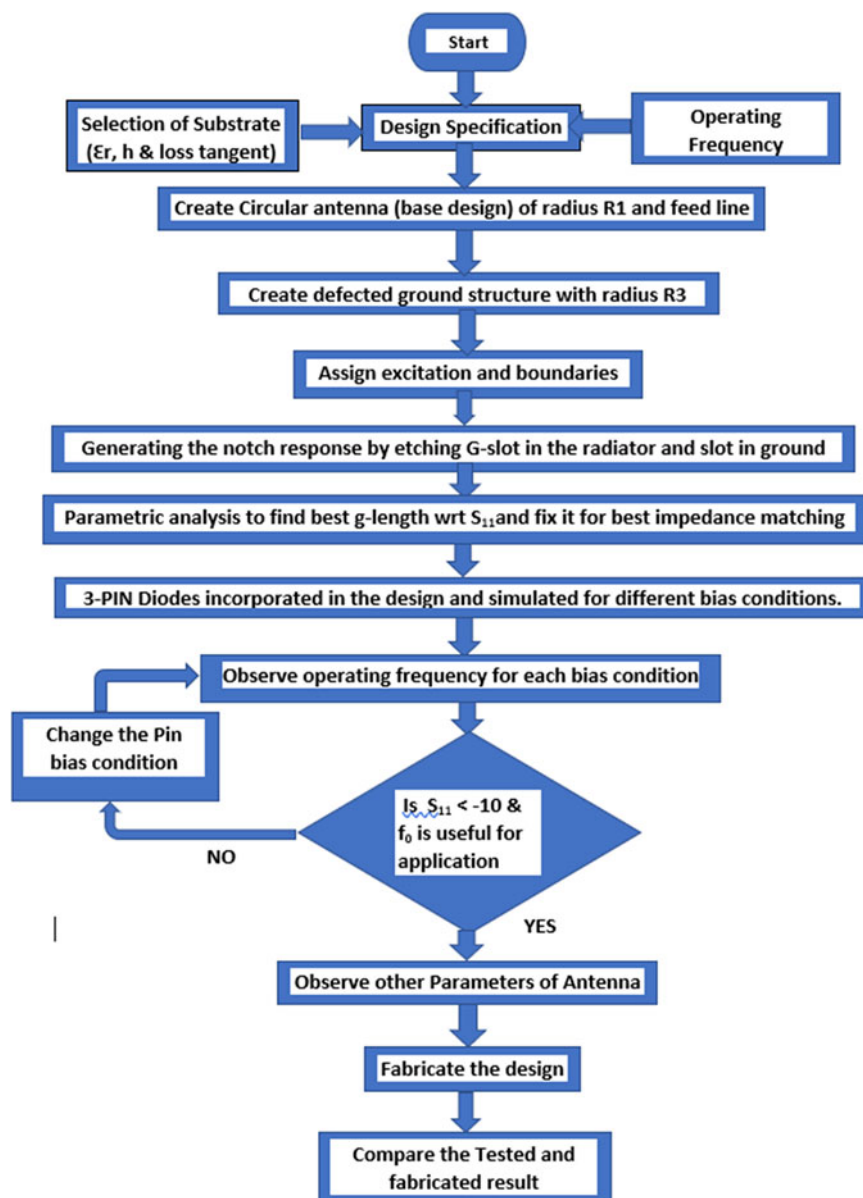 Start
Selection of Substrate
(Ɛr, h & loss tangent)
Design Specification
Operating
Frequency
Create Circular antenna (base design) of radius R1 and feed line
Create defected ground structure with radius R3
Assign excitation and boundaries
Generating the notch response by etching G-slot in the radiator and slot in ground
Parametric analysis to find best g-length wrt S₁₁and fix it for best impedance matching
3-PIN Diodes incorporated in the design and simulated for different bias conditions.
Observe operating frequency for each bias condition
Change the Pin
bias condition
Is S₁₁ < -10 &
f₀ is useful for
application
NO
YES
Observe other Parameters of Antenna
Fabricate the design
Compare the Tested and
fabricated result